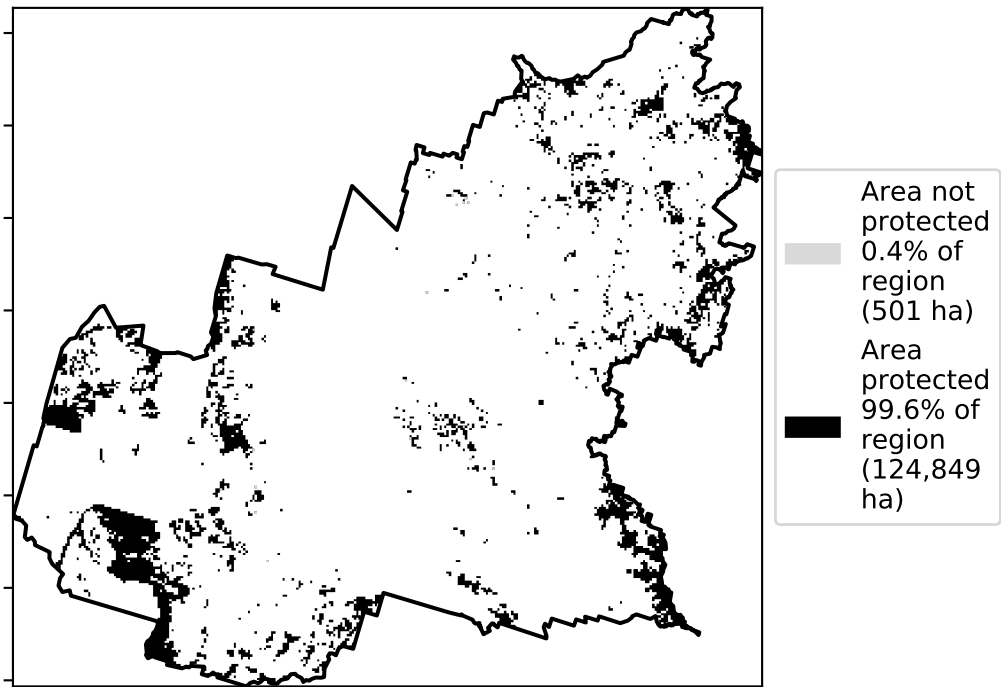 Area not
protected
0.4% of
region
(501 ha)
Area
protected
99.6% of
region
(124,849
ha)